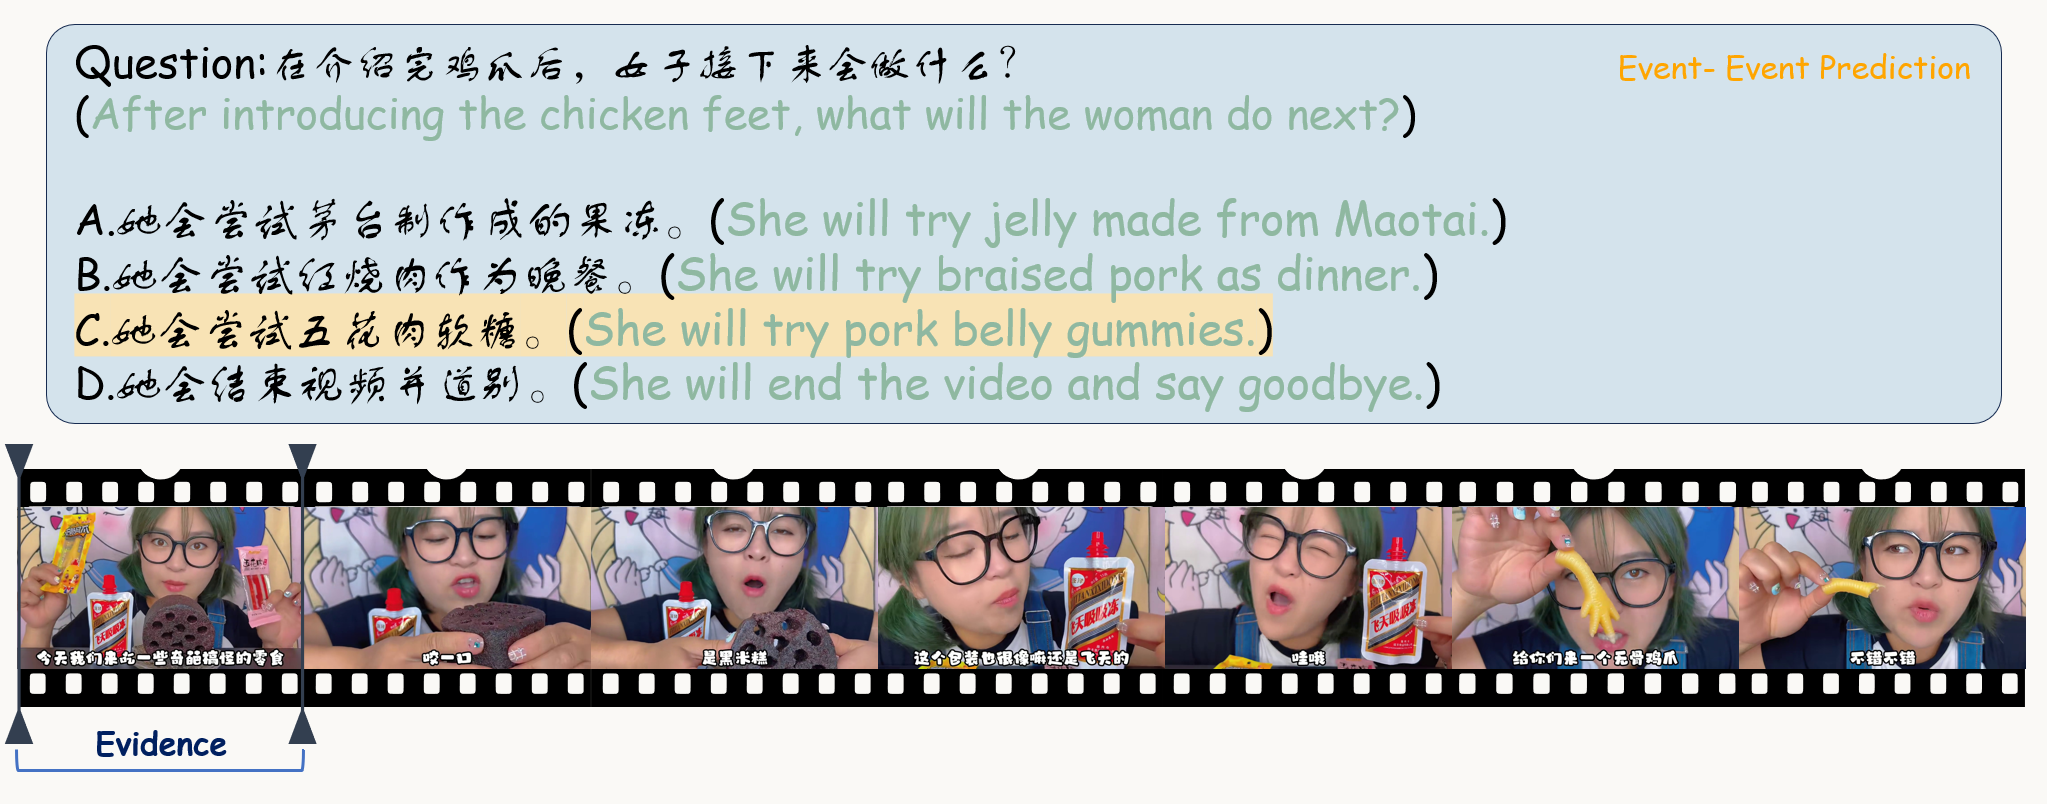 Question:在介绍完鸡爪后，女子接下来会做什么?
Event- Event Prediction
(After introducing the chicken feet, what will the woman do next?)
A.她会尝试茅台制作成的果冻。(She will try jelly made from Maotai.)
B.她会尝试红烧肉作为晚餐。(She will try braised pork as dinner.)
C.她会尝试五花肉软糖。(She will try pork belly gummies.)
D.她会结束视频并道别。(She will end the video and say goodbye.)
今天我们来吃一些奇葩搞怪的零食
咬一口
是黑米糕
这个包装也很像嘛还是飞天的
哇哦
给你们来一个无骨鸡爪
不错不错
Evidence